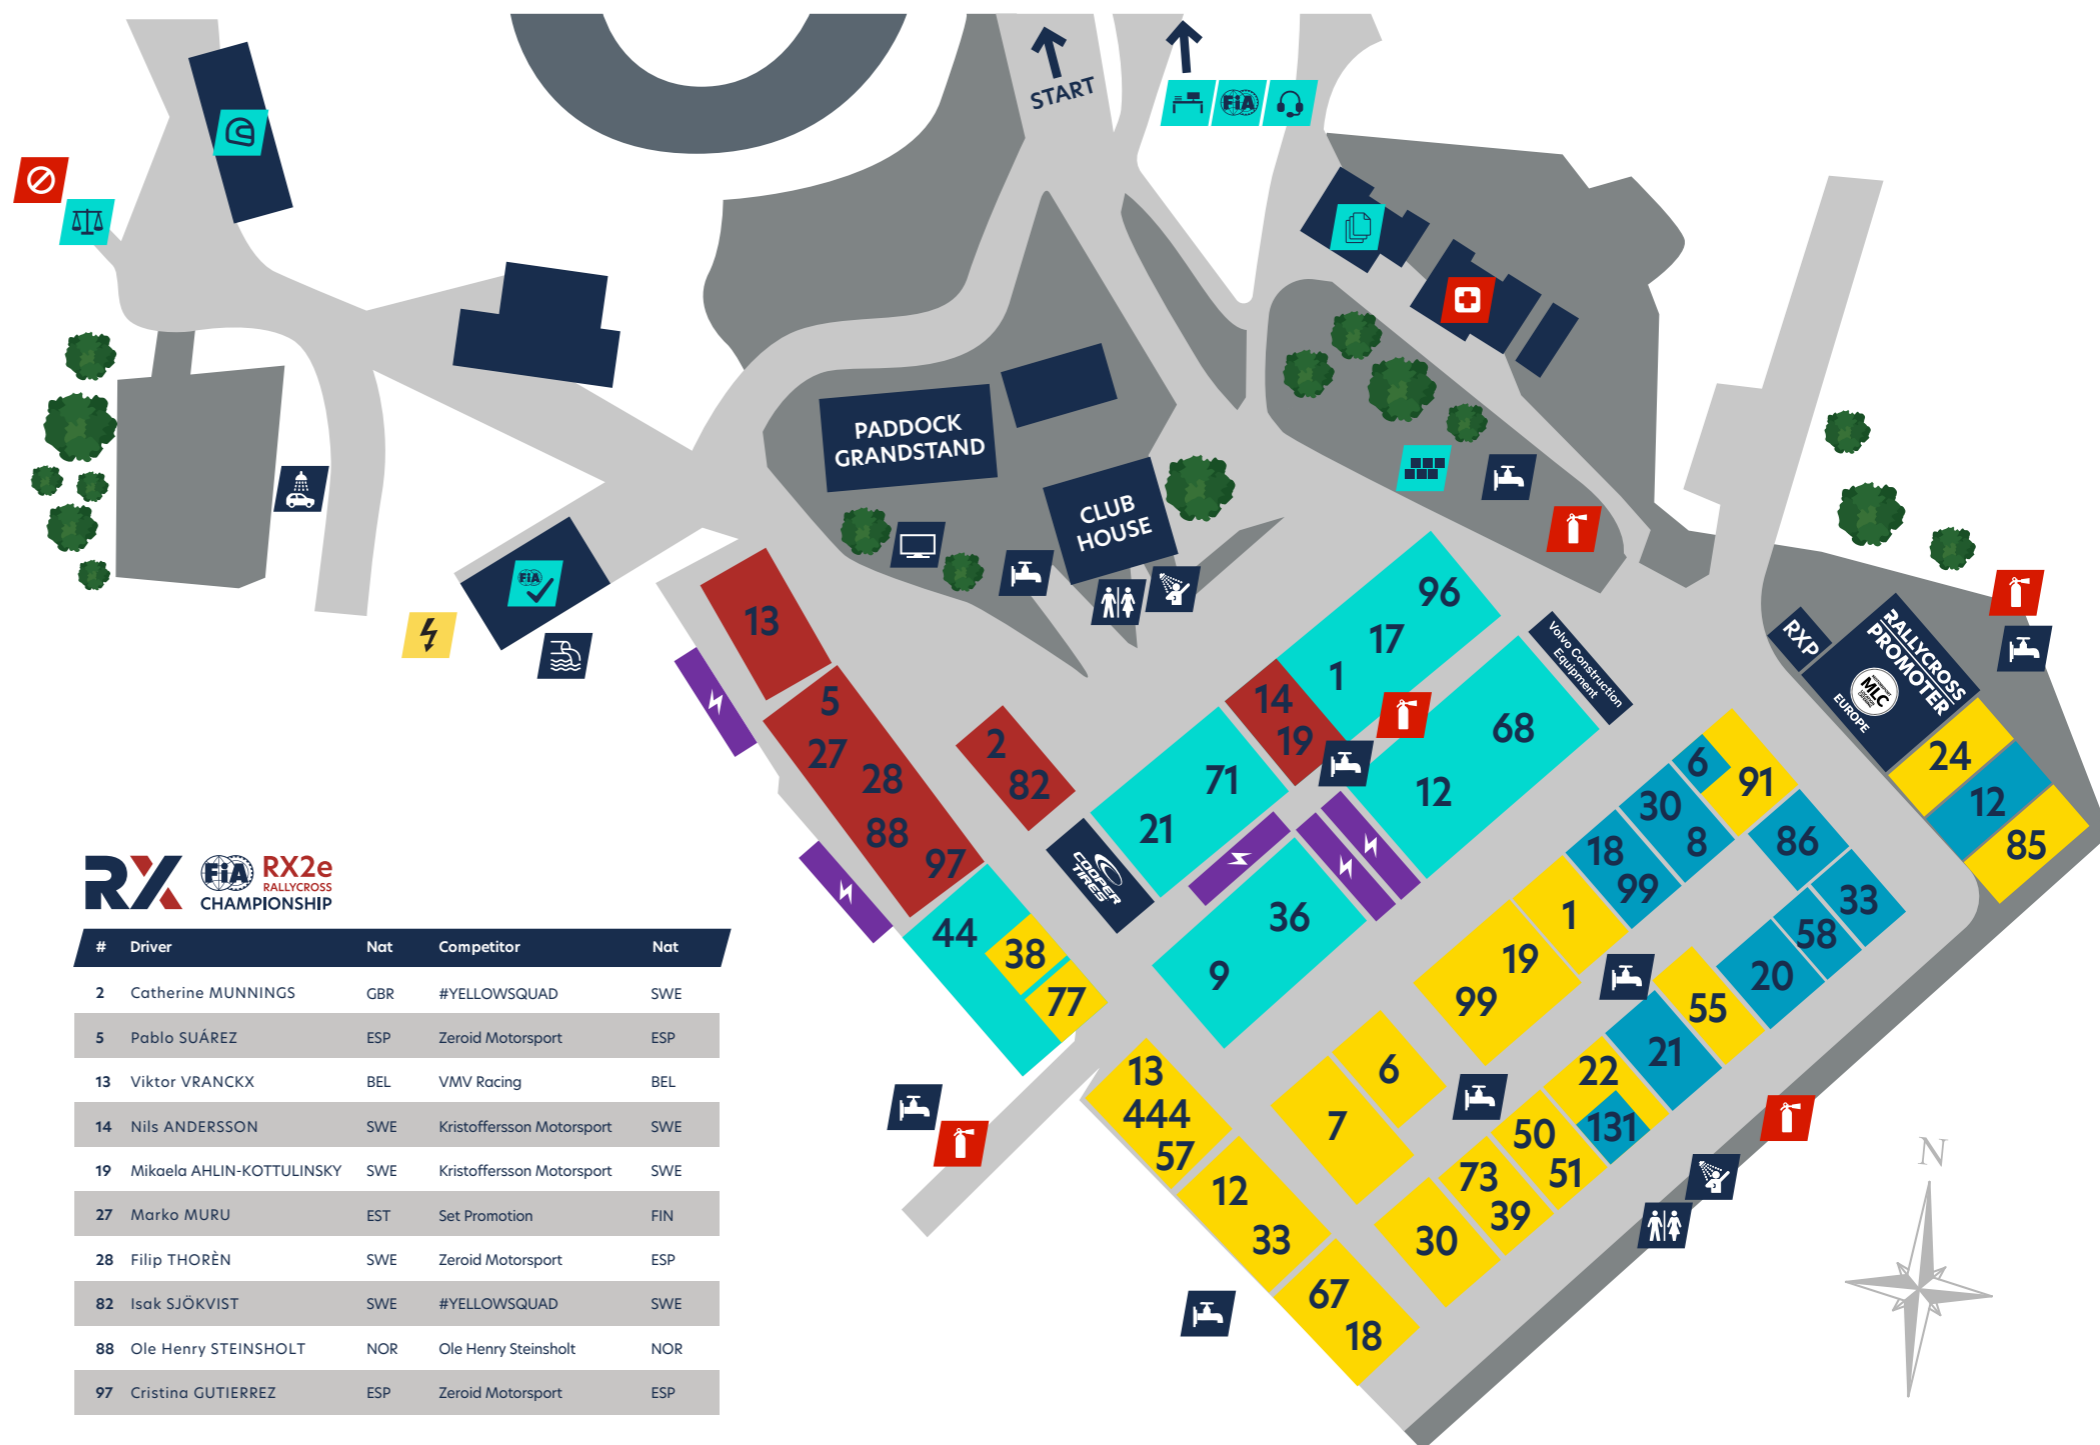 START
FiA
PADDOCK
GRANDSTAND
CLUB
HOUSE
FiA
Volvo Construction
Equipment
RXP
RALLYCROSS
PROMOTER
MLC
EUROPE
COOPER
TIRES
13
5
27
28
88
97
2
82
44
38
77
96
17
1
14
19
71
21
68
12
36
9
6
91
30
8
18
99
1
19
99
86
33
58
20
55
21
22
131
50
51
73
39
30
6
7
13
444
57
12
33
67
18
24
12
85
N
RX
FiA
RX2e
RALLYCROSS
CHAMPIONSHIP
# Driver Nat Competitor Nat
2 Catherine MUNNINGS GBR #YELLOWSQUAD SWE
5 Pablo SUÁREZ ESP Zeroid Motorsport ESP
13 Viktor VRANCKX BEL VMV Racing BEL
14 Nils ANDERSSON SWE Kristoffersson Motorsport SWE
19 Mikaela AHLIN-KOTTULINSKY SWE Kristoffersson Motorsport SWE
27 Marko MURU EST Set Promotion FIN
28 Filip THORÈN SWE Zeroid Motorsport ESP
82 Isak SJÖKVIST SWE #YELLOWSQUAD SWE
88 Ole Henry STEINSHOLT NOR Ole Henry Steinsholt NOR
97 Cristina GUTIERREZ ESP Zeroid Motorsport ESP